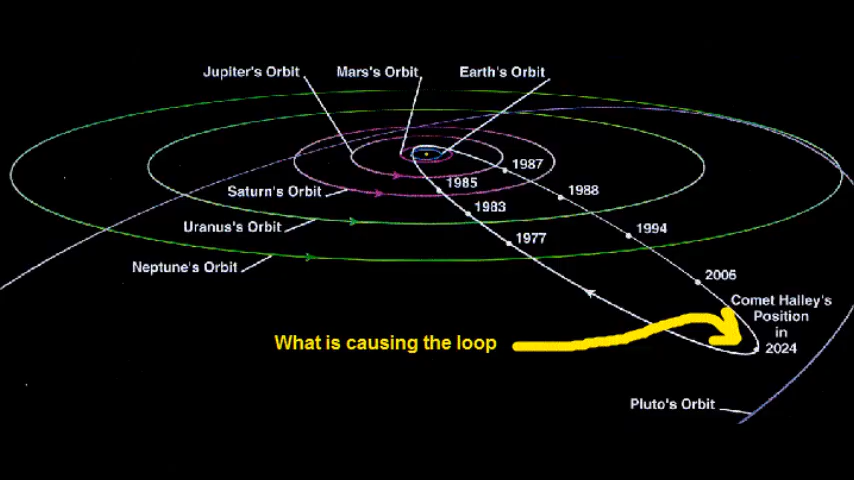 Jupiter's Orbit
Mars's Orbit
Earth's Orbit
1987
1985
Saturn's Orbit
1988
1983
Uranus's Orbit
1994
1977
Neptune's Orbit
2005
Comet Halley's
Position
in
2024
What is causing the loop
Pluto's Orbit